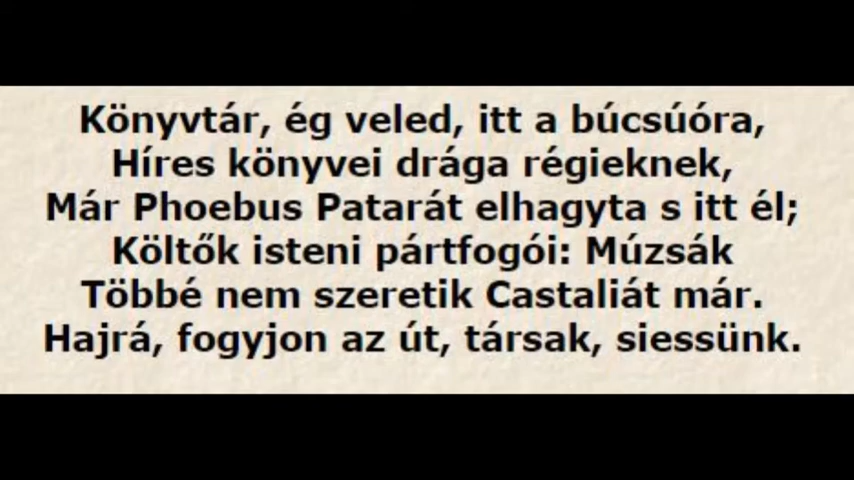 Könyvtár, ég veled, itt a búcsúóra,
Híres könyvei drága régieknek,
Már Phoebus Patarát elhagyta s itt él;
Költők isteni pártfogói: Múzsák
Többé nem szeretik Castaliát már.
Hajrá, fogyjon az út, társak, siessünk.